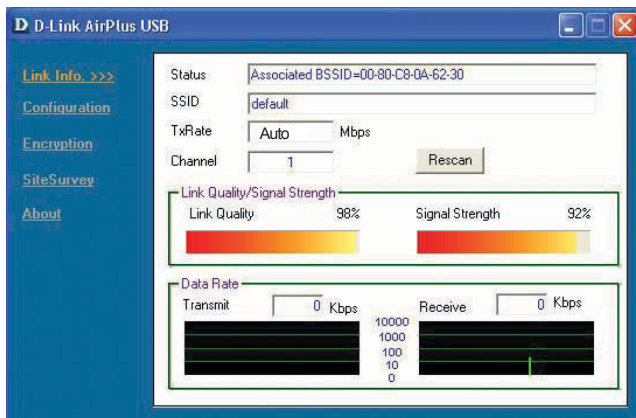 D D-Link AirPlus USB
Link Info. >>>
Configuration
Encryption
SiteSurvey
About
Status Associated BSSID=00-80-C8-0A-62-30
SSID default
TxRate Auto Mbps
Channel 1 Rescan
Link Quality/Signal Strength
Link Quality 98% Signal Strength 92%
Data Rate
Transmit 0 Kbps Receive 0 Kbps
10000
1000
100
10
0